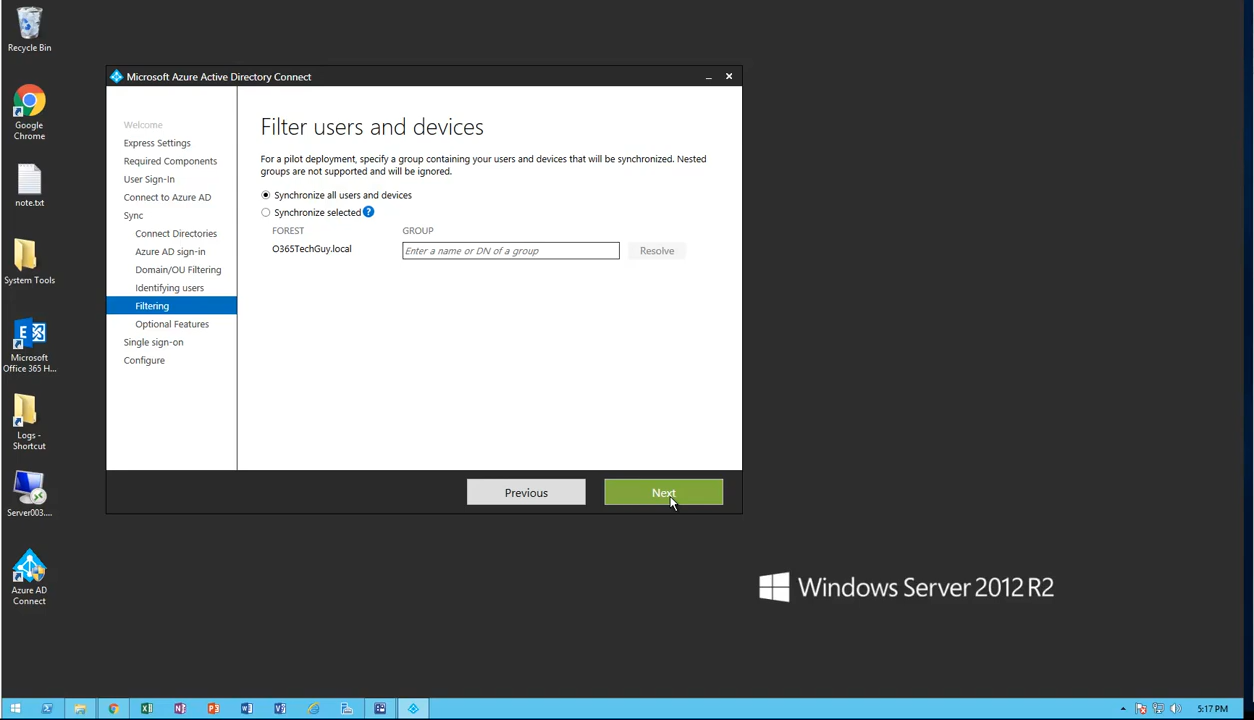 Recycle Bin
Google
Chrome
note.txt
System Tools
Microsoft
Office 365 H...
Logs -
Shortcut
Server003....
Azure AD
Connect
Microsoft Azure Active Directory Connect
Welcome
Express Settings
Required Components
User Sign-In
Connect to Azure AD
Sync
Connect Directories
Azure AD sign-in
Domain/OU Filtering
Identifying users
Filtering
Optional Features
Single sign-on
Configure
Filter users and devices
For a pilot deployment, specify a group containing your users and devices that will be synchronized. Nested
groups are not supported and will be ignored.
Synchronize all users and devices
Synchronize selected ?
FOREST GROUP
O365TechGuy.local Enter a name or DN of a group Resolve
Previous Next
Windows Server 2012 R2
5:17 PM